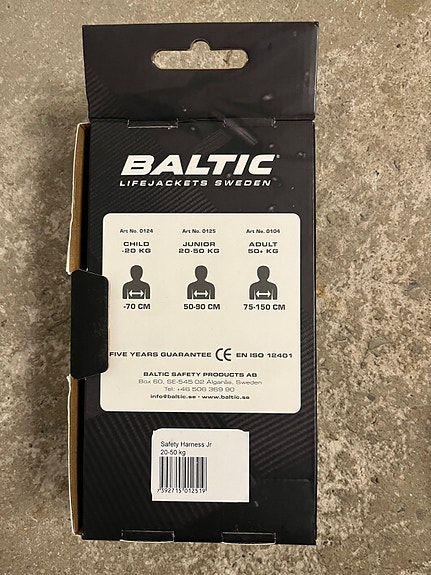 BALTIC
LIFEJACKETS SWEDEN
Art No. 0124 Art No. 0125 Art No. 0104
CHILD JUNIOR ADULT
-20 KG 20-50 KG 50+ KG
-70 CM 50-90 CM 75-150 CM
FIVE YEARS GUARANTEE CE EN ISO 12401
BALTIC SAFETY PRODUCTS AB
Box 60, SE-545 02 Älgarås, Sweden
Tel: +46 506 369 90
info@baltic.se • www.baltic.se
Safety Harness Jr
20-50 kg
7392715012519